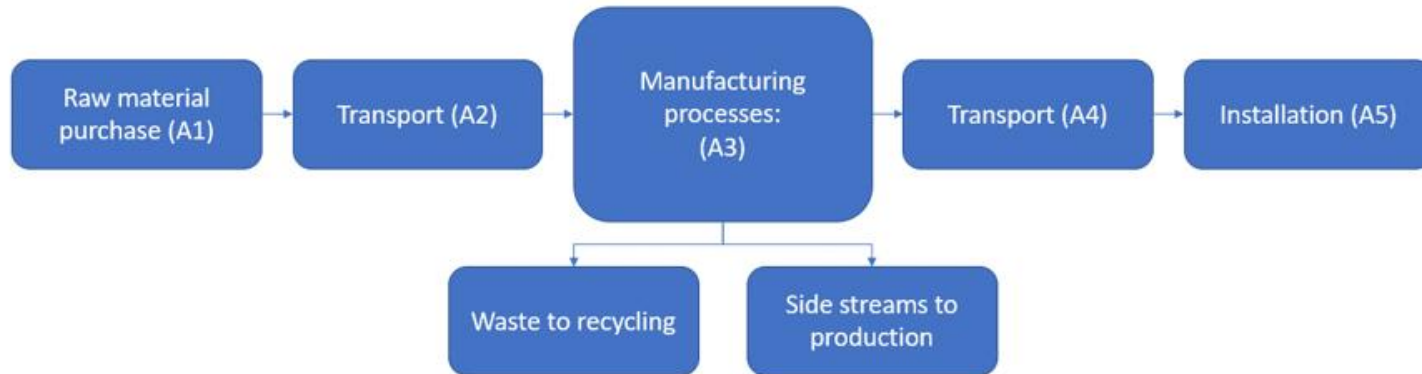 Raw material
purchase (A1)
Transport (A2)
Manufacturing
processes:
(A3)
Transport (A4)
Installation (A5)
Waste to recycling
Side streams to
production